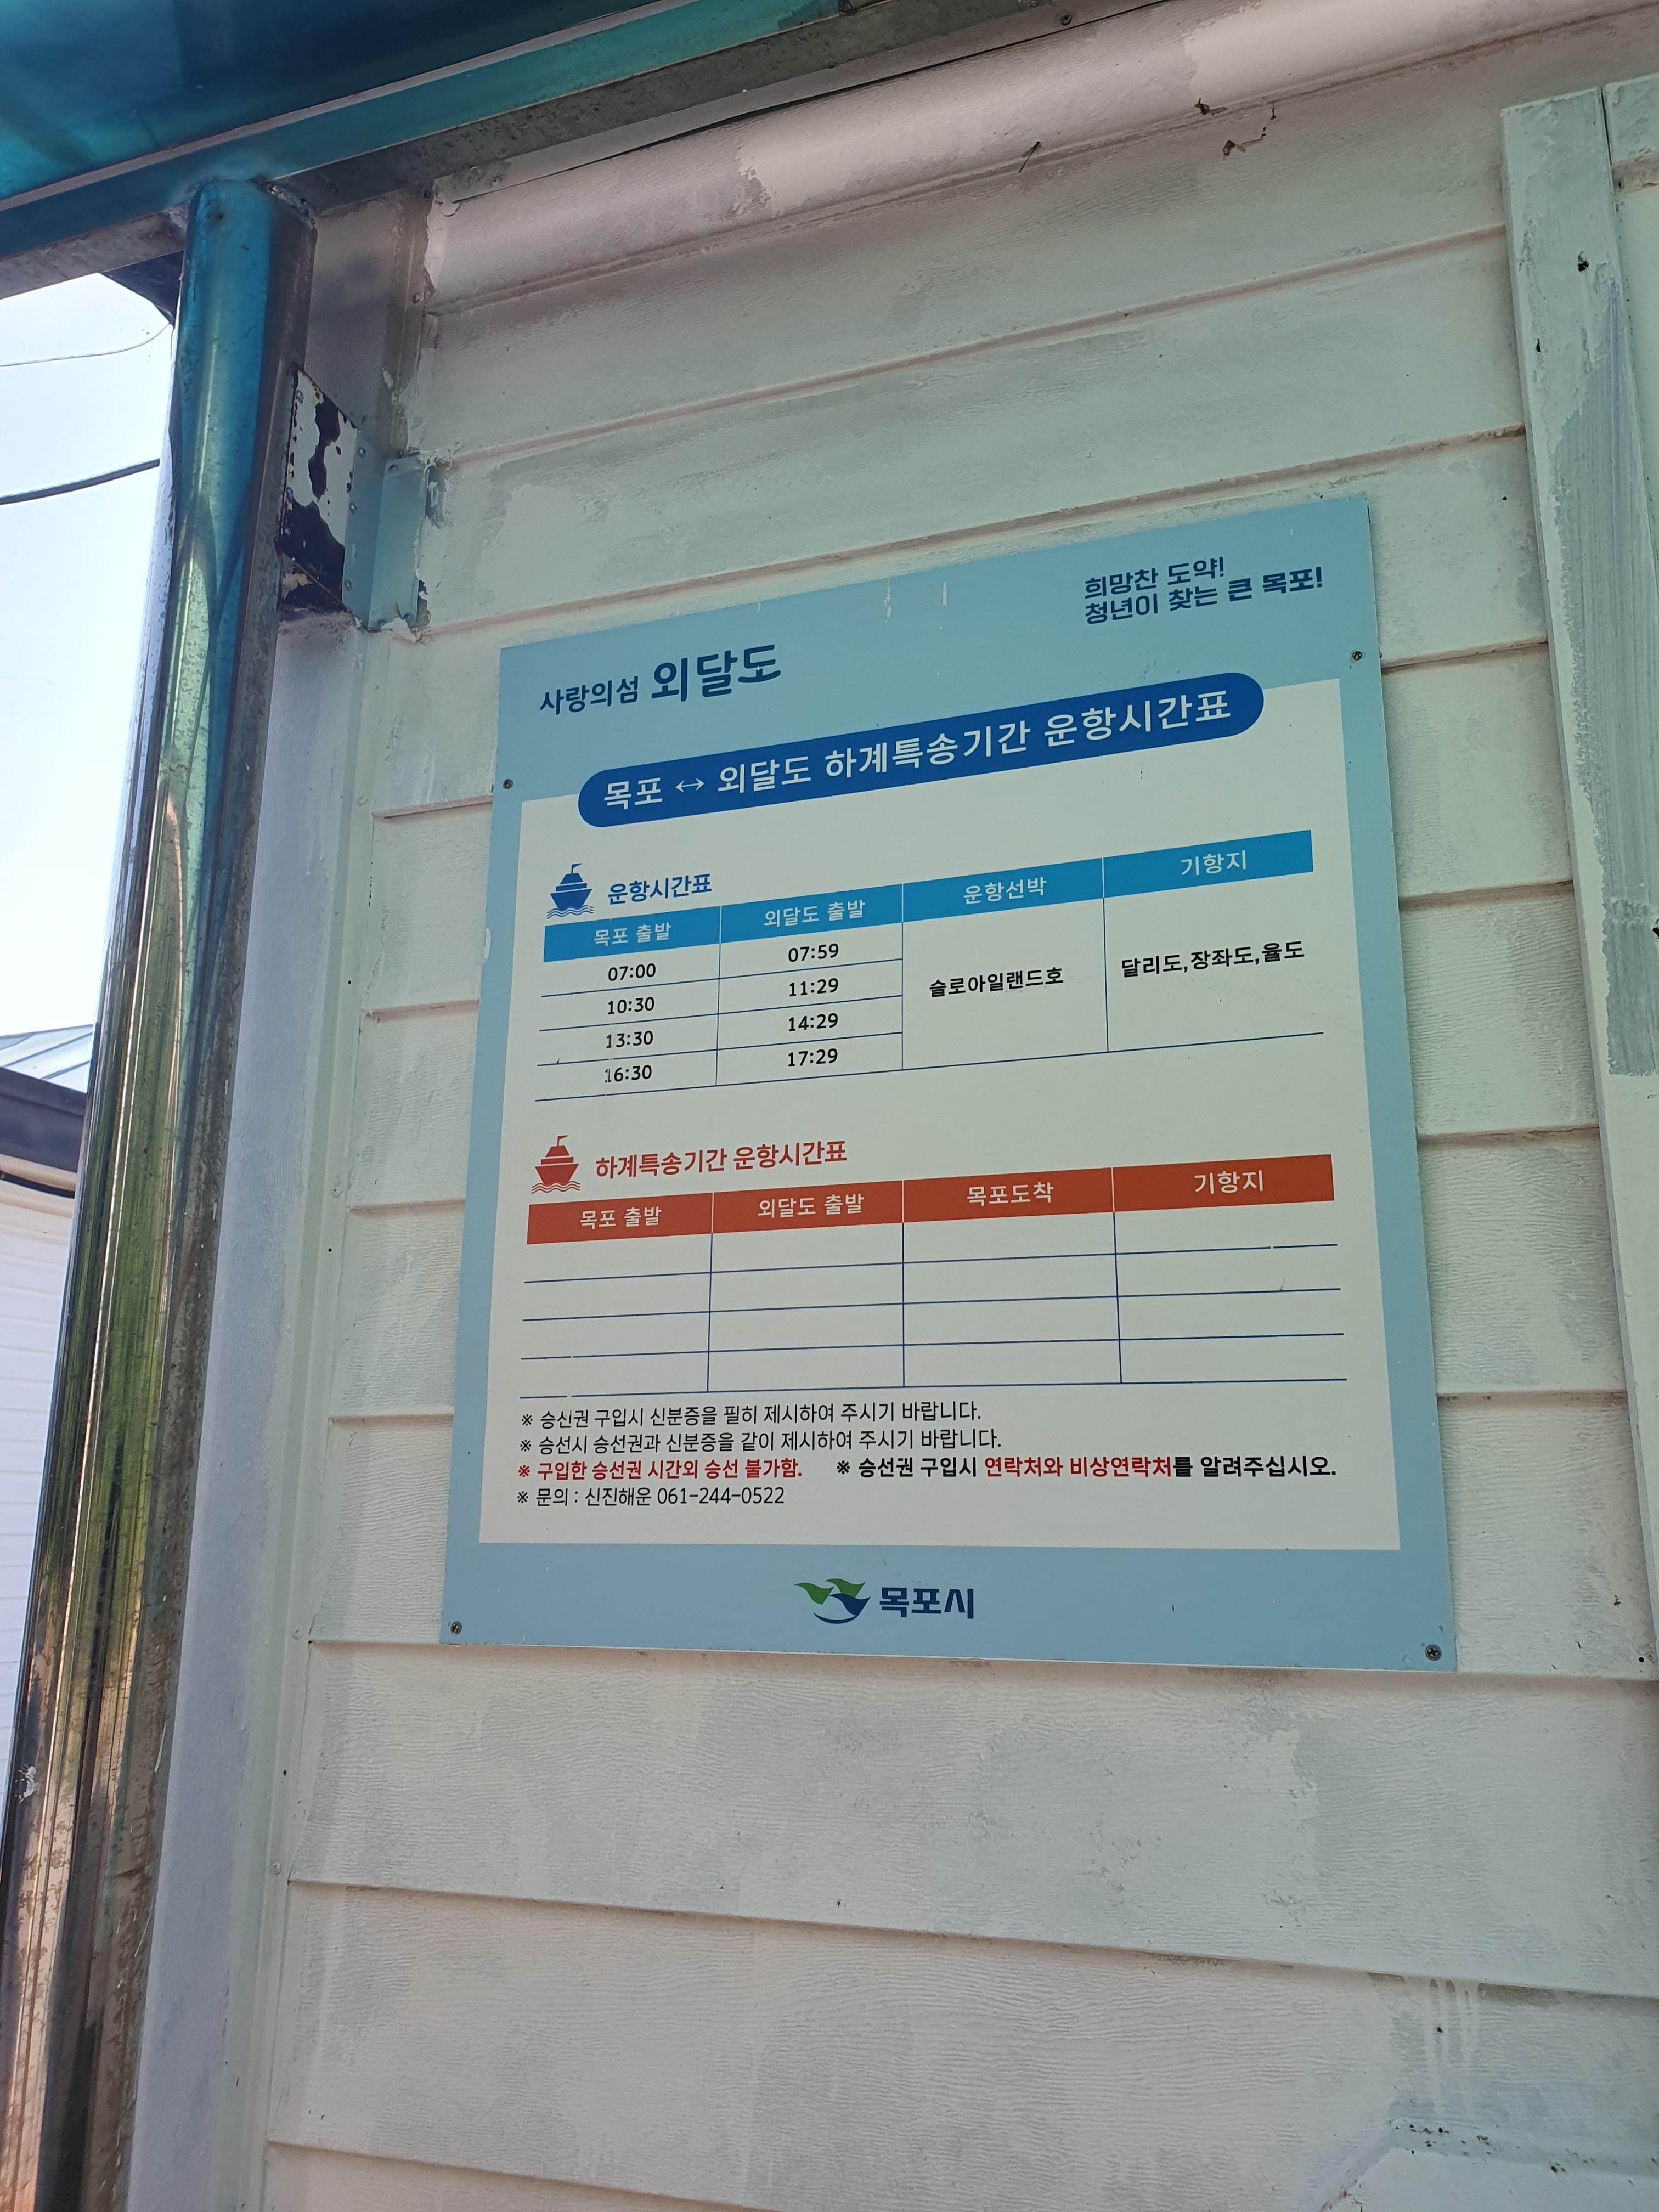 희망찬 도약!
청년이 찾는 큰 목포!
사랑의섬 외달도
목포 ↔ 외달도 하계특송기간 운항시간표
운항시간표
목포 출발 외달도 출발 운항선박 기항지
07:00 07:59
10:30 11:29
13:30 14:29
16:30 17:29
슬로아일랜드호 달리도,장좌도,율도
하계특송기간 운항시간표
목포 출발 외달도 출발 목포도착 기항지
※ 승선권 구입시 신분증을 필히 제시하여 주시기 바랍니다.
※ 승선시 승선권과 신분증을 같이 제시하여 주시기 바랍니다.
※ 구입한 승선권 시간외 승선 불가함. ※ 승선권 구입시 연락처와 비상연락처를 알려주십시오.
※ 문의 : 신진해운 061-244-0522
목포시